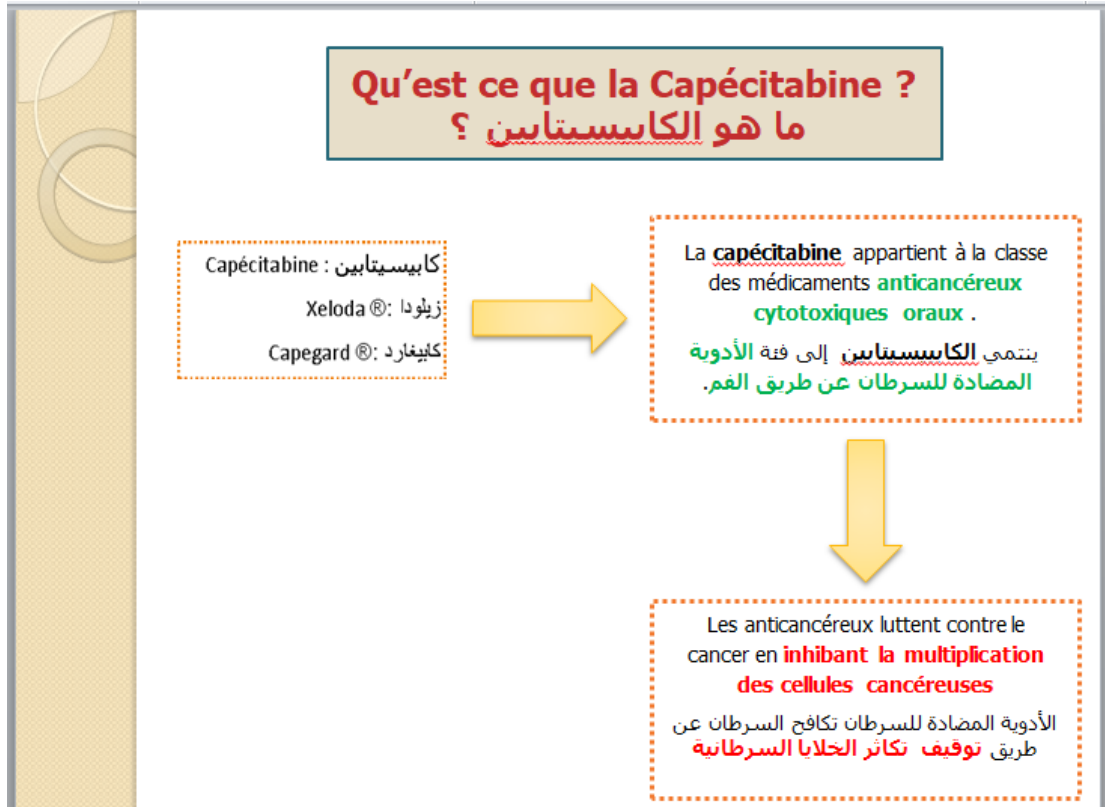 Qu’est ce que la Capécitabine ?
ما هو الكابيسيتابين ؟
كابيسيتابين : Capécitabine
زيلودا :® Xeloda
كابيغارد :® Capegard
La capécitabine appartient à la classe
des médicaments anticancéreux
cytotoxiques oraux .
ينتمي الكابيسيتابين إلى فئة الأدوية
المضادة للسرطان عن طريق الفم.
Les anticancéreux luttent contre le
cancer en inhibant la multiplication
des cellules cancéreuses
الأدوية المضادة للسرطان تكافح السرطان عن
طريق توقيف تكاثر الخلايا السرطانية